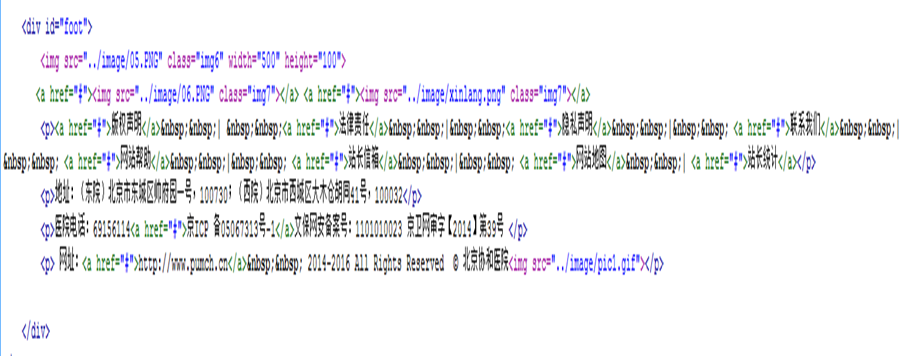 <div id="foot">
<img src="../image/05.PNG" class="img6" width="500" height="100">
<a href="#"><img src="../image/06.PNG" class="img7"></a> <a href="#"><img src="../image/xinlang.png" class="img7"></a>
<p><a href="#">版权声明</a>&nbsp;&nbsp;| &nbsp;&nbsp;<a href="#">法律责任</a>&nbsp;&nbsp;|&nbsp;&nbsp;<a href="#">隐私声明</a>&nbsp;&nbsp;|&nbsp;&nbsp; <a href="#">联系我们</a>&nbsp;&nbsp;|
&nbsp;&nbsp; <a href="#">网站帮助</a>&nbsp;&nbsp;|&nbsp;&nbsp; <a href="#">站长信箱</a>&nbsp;&nbsp;|&nbsp;&nbsp; <a href="#">网站地图</a>&nbsp;&nbsp;| <a href="#">站长统计</a></p>
<p>地址:（东院）北京市东城区帅府园一号，100730;（西院）北京市西城区大木仓胡同41号，100032</p>
<p>医院电话: 69156114<a href="#">京ICP 备05067313号-1</a>文保网安备案号: 1101010023 京卫网审字【2014】第39号 </p>
<p> 网址: <a href="#">http://www.pumch.cn</a>&nbsp;&nbsp; 2014-2016 All Rights Reserved © 北京协和医院<img src="../image/pic1.gif"></p>
</div>